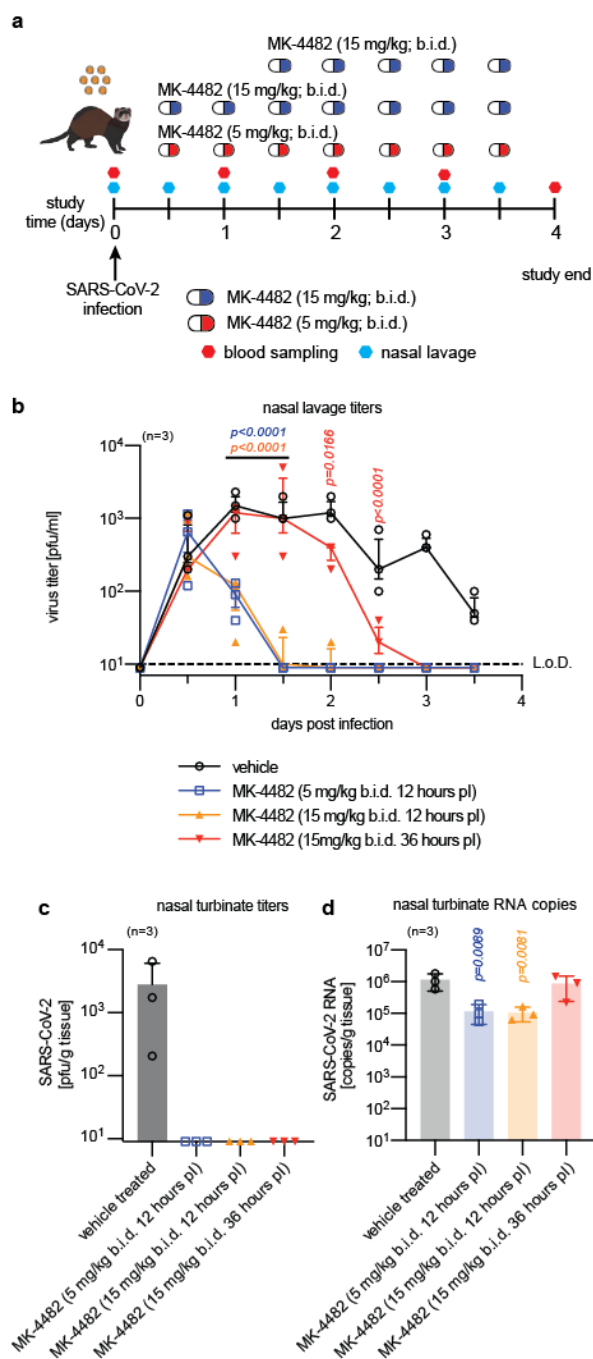 a
MK-4482 (15 mg/kg; b.i.d.)
MK-4482 (15 mg/kg; b.i.d.)
MK-4482 (5 mg/kg; b.i.d.)
study
time (days)
0 1 2 3 4
SARS-CoV-2
infection
study end
MK-4482 (15 mg/kg; b.i.d.)
MK-4482 (5 mg/kg; b.i.d.)
blood sampling nasal lavage
b
nasal lavage titers
(n=3)
p<0.0001
p<0.0001
p=0.0166
p<0.0001
virus titer [pfu/ml]
10⁴
10³
10²
10¹
L.o.D.
0 1 2 3 4
days post infection
vehicle
MK-4482 (5 mg/kg b.i.d. 12 hours pI)
MK-4482 (15 mg/kg b.i.d. 12 hours pI)
MK-4482 (15mg/kg b.i.d. 36 hours pI)
c
nasal turbinate titers
(n=3)
SARS-CoV-2
[pfu/g tissue]
10⁴
10³
10²
10¹
vehicle treated
MK-4482 (5 mg/kg b.i.d. 12 hours pI)
MK-4482 (15 mg/kg b.i.d. 12 hours pI)
MK-4482 (15 mg/kg b.i.d. 36 hours pI)
d
nasal turbinate RNA copies
(n=3)
p=0.0089
p=0.0081
SARS-CoV-2 RNA
[copies/g tissue]
10⁷
10⁶
10⁵
10⁴
10³
10²
10¹
vehicle treated
MK-4482 (5 mg/kg b.i.d. 12 hours pI)
MK-4482 (15 mg/kg b.i.d. 12 hours pI)
MK-4482 (15 mg/kg b.i.d. 36 hours pI)